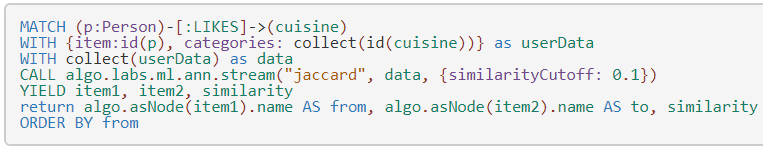 MATCH (p:Person)-[:LIKES]->(cuisine)
WITH {item:id(p), categories: collect(id(cuisine))} as userData
WITH collect(userData) as data
CALL algo.labs.ml.ann.stream("jaccard", data, {similarityCutoff: 0.1})
YIELD item1, item2, similarity
return algo.asNode(item1).name AS from, algo.asNode(item2).name AS to, similarity
ORDER BY from